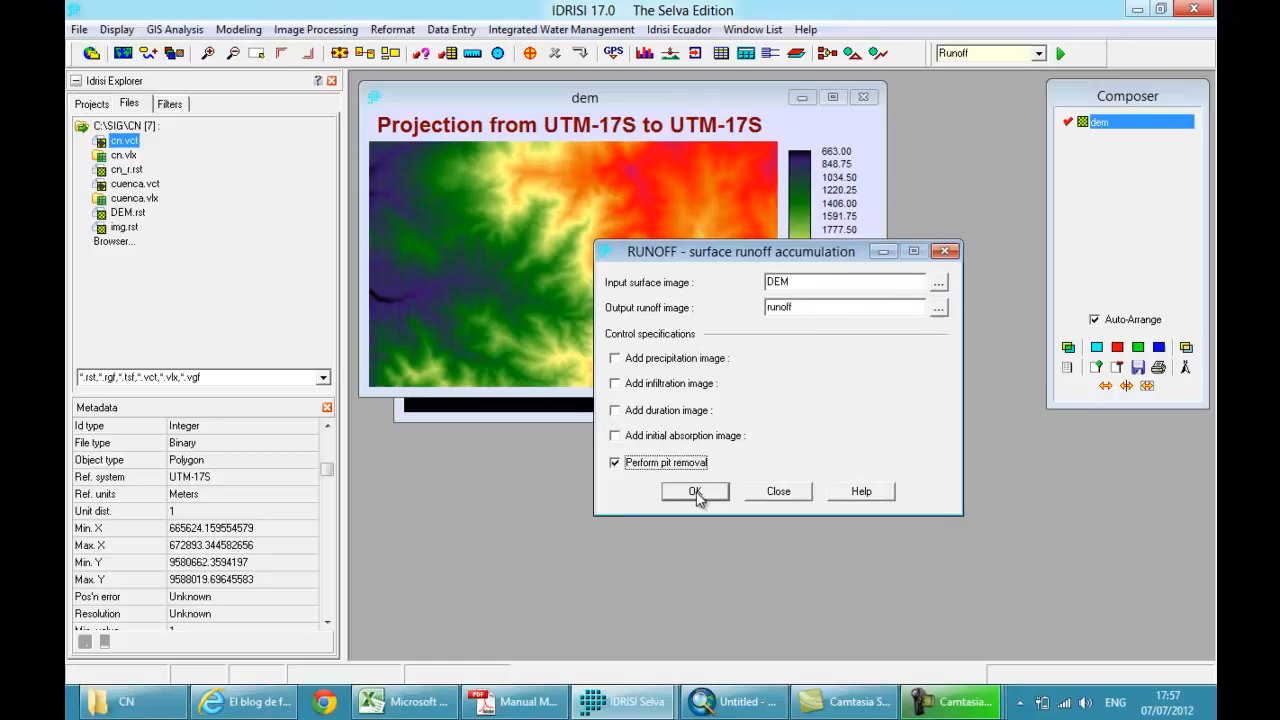 IDRISI 17.0 The Selva Edition
File Display GIS Analysis Modeling Image Processing Reformat Data Entry Integrated Water Management Idrisi Ecuador Window List Help
GPS
Runoff
Idrisi Explorer
Projects Files Filters
C:\SIG\CN [7] :
cn.vct
cn.vlx
cn_r.rst
cuenca.vct
cuenca.vlx
DEM.rst
img.rst
Browser...
*.rst,*.rgf,*.tsf,*.vct,*.vlx,*.vgf
Metadata
Id type Integer
File type Binary
Object type Polygon
Ref. system UTM-17S
Ref. units Meters
Unit dist. 1
Min. X 665624.159554579
Max. X 672893.344582656
Min. Y 9580662.3594197
Max. Y 9588019.69645583
Pos'n error Unknown
Resolution Unknown
dem
Projection from UTM-17S to UTM-17S
663.00
848.75
1034.50
1220.25
1406.00
1591.75
1777.50
RUNOFF - surface runoff accumulation
Input surface image : DEM ...
Output runoff image : runoff ...
Control specifications
Add precipitation image :
Add infiltration image :
Add duration image :
Add initial absorption image :
Perform pit removal
OK Close Help
Composer
dem
Auto-Arrange
CN
El blog de f...
Microsoft ...
Manual M...
IDRISI Selva
Untitled - ...
Camtasia S...
Camtasia...
ENG
17:57
07/07/2012